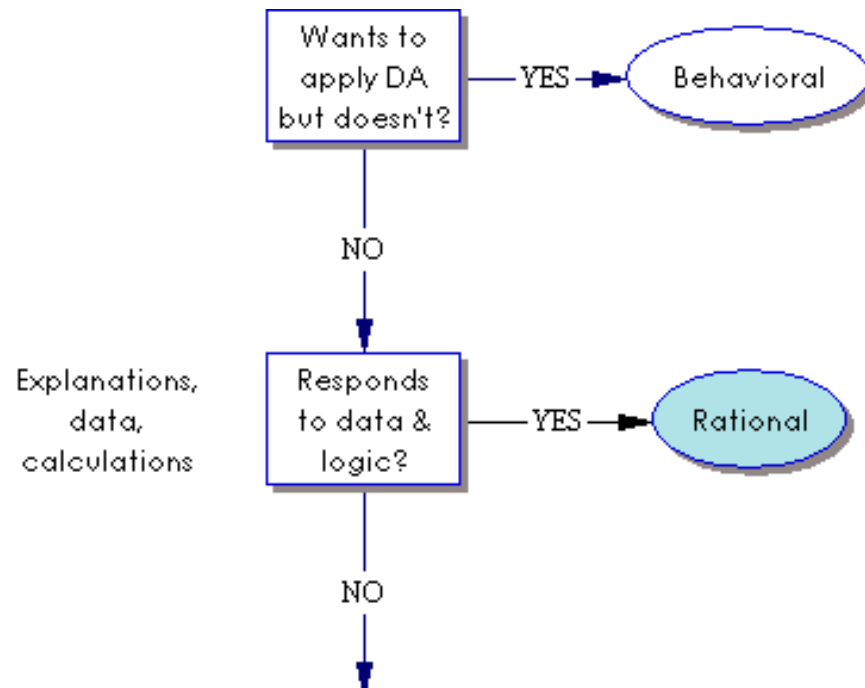 Wants to
apply DA
but doesn't?
YES
Behavioral
NO
Explanations,
data,
calculations
Responds
to data &
logic?
YES
Rational
NO